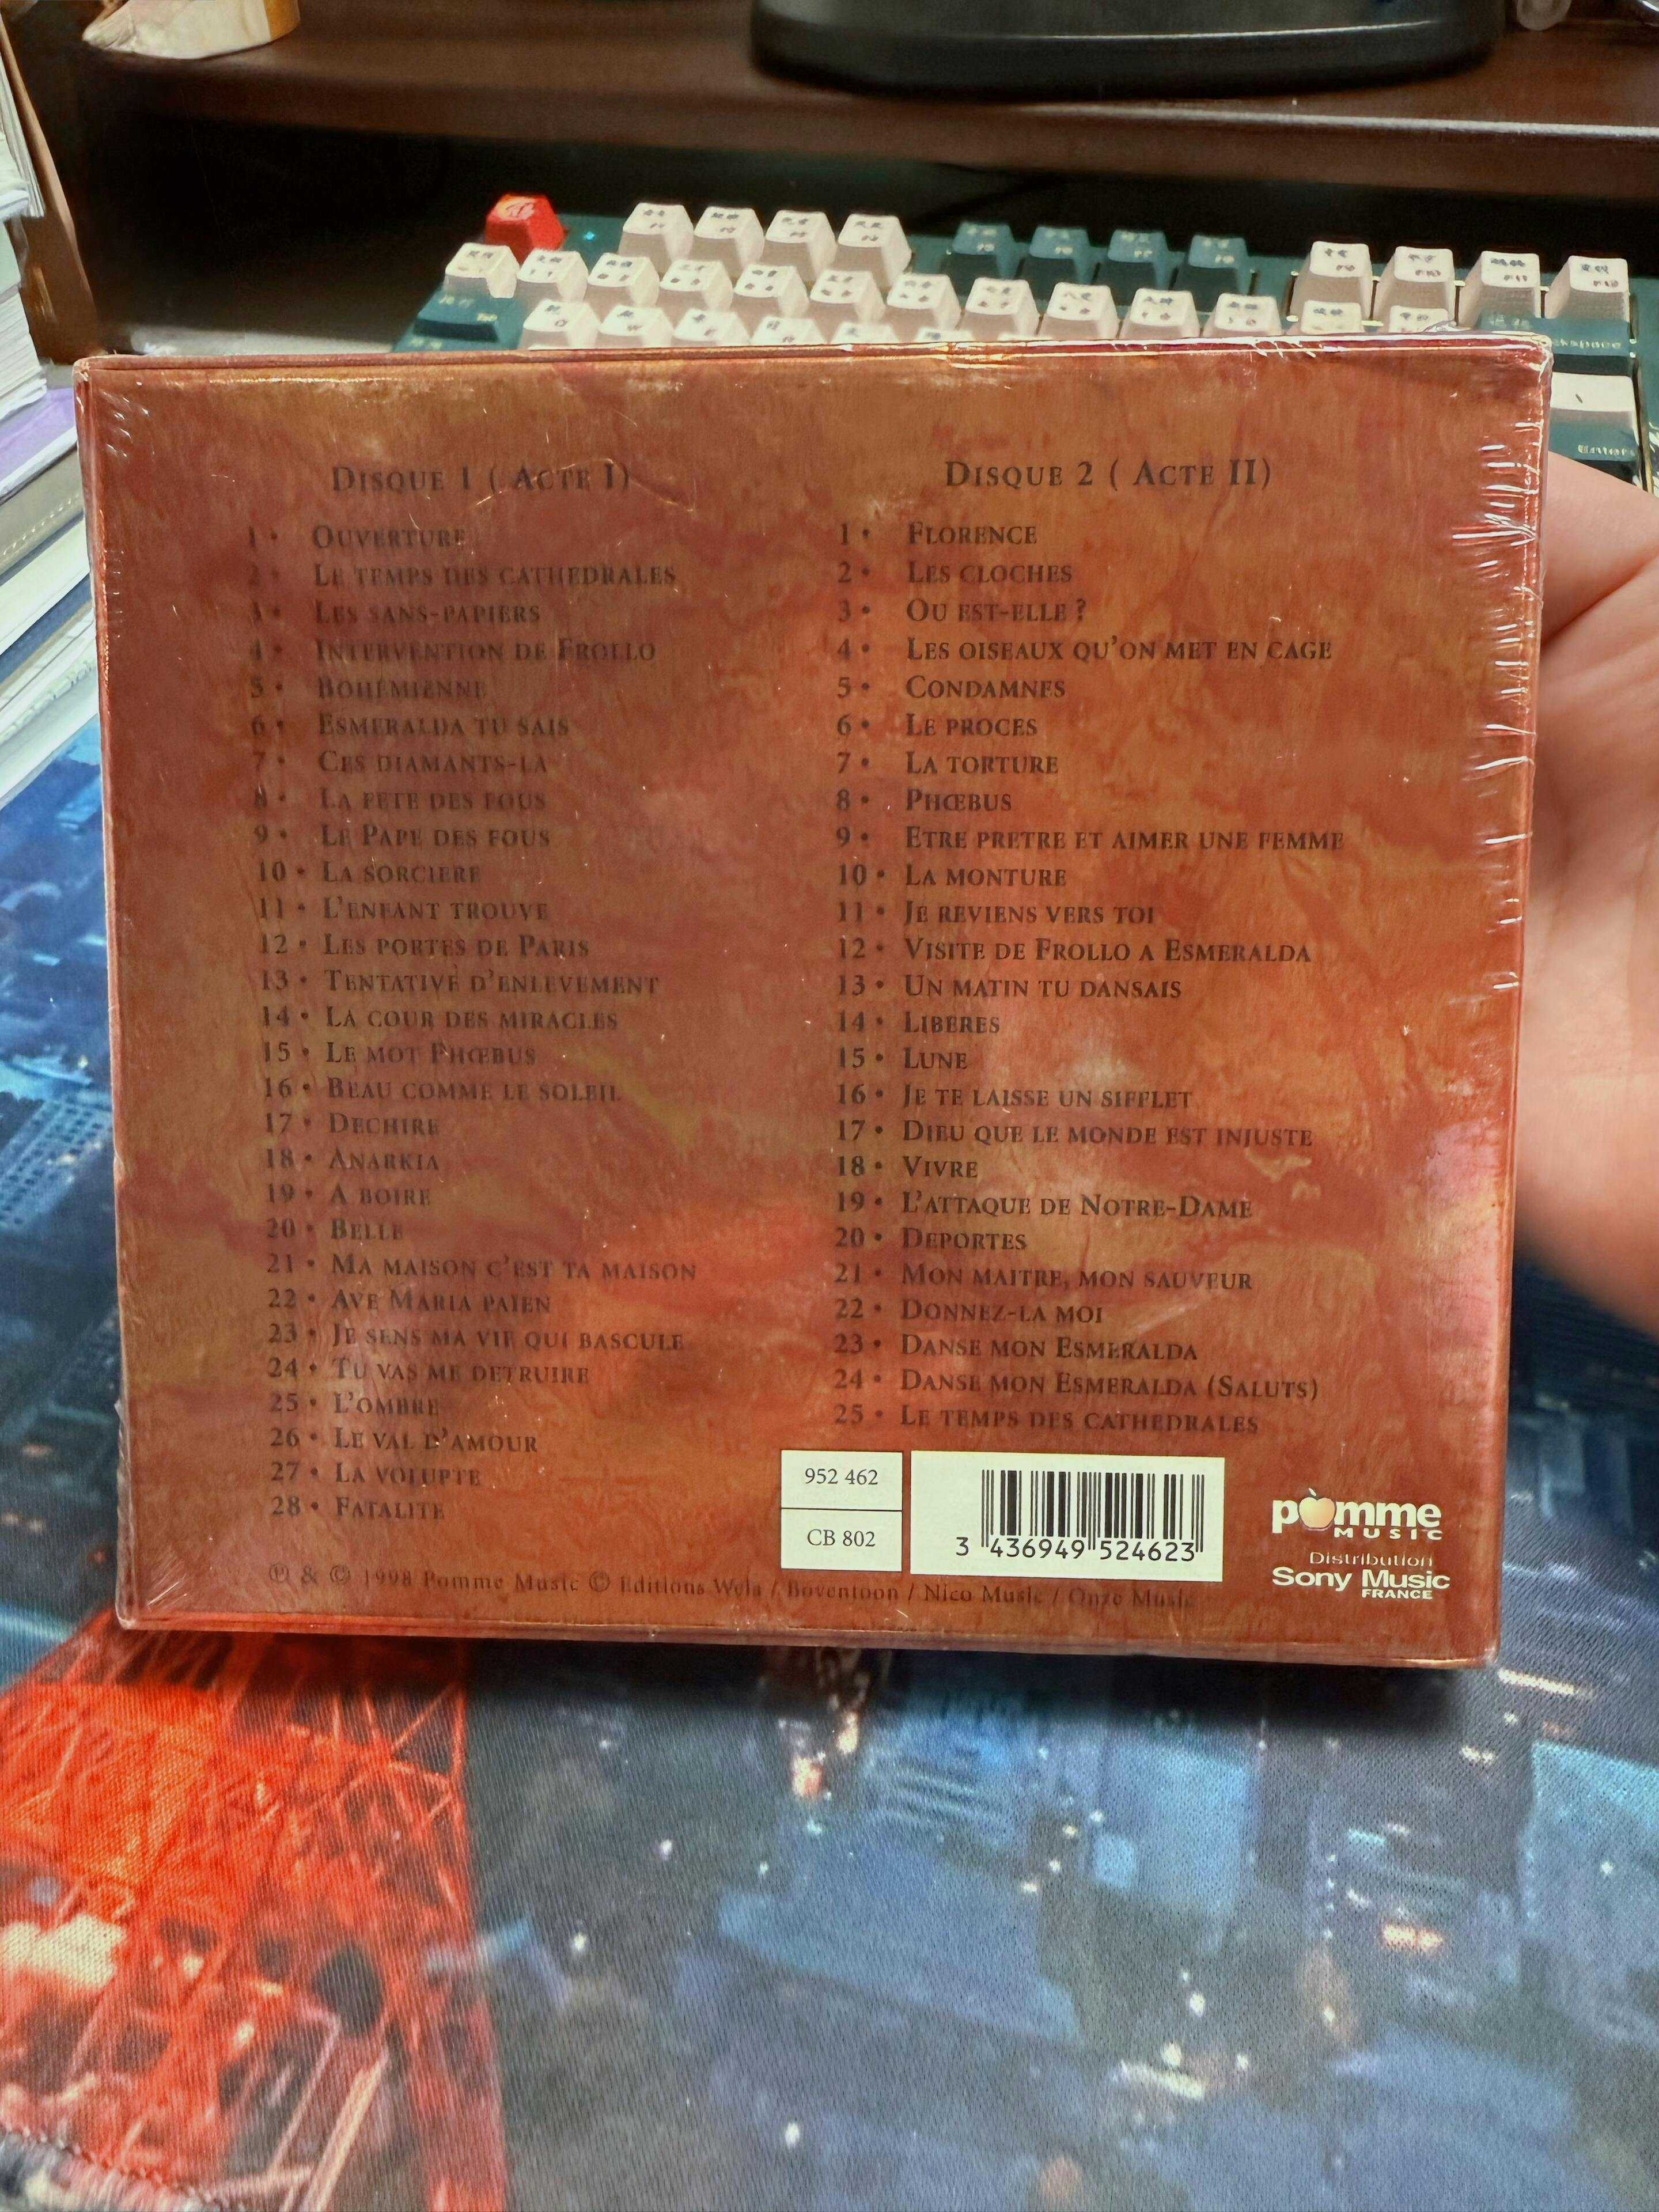 DISQUE 1 ( ACTE I)
1 • OUVERTURE
2 • LE TEMPS DES CATHEDRALES
3 • LES SANS-PAPIERS
4 • INTERVENTION DE FROLLO
5 • BOHEMIENNE
6 • ESMERALDA TU SAIS
7 • CES DIAMANTS-LA
8 • LA FETE DES FOUS
9 • LE PAPE DES FOUS
10 • LA SORCIERE
11 • L'ENFANT TROUVE
12 • LES PORTES DE PARIS
13 • TENTATIVE D'ENLEVEMENT
14 • LA COUR DES MIRACLES
15 • LE MOT PHŒBUS
16 • BEAU COMME LE SOLEIL
17 • DECHIRE
18 • ANARKIA
19 • A BOIRE
20 • BELLE
21 • MA MAISON C'EST TA MAISON
22 • AVE MARIA PAIEN
23 • JE SENS MA VIE QUI BASCULE
24 • TU VAS ME DETRUIRE
25 • L'OMBRE
26 • LE VAL D'AMOUR
27 • LA VOLUPTE
28 • FATALITE
DISQUE 2 ( ACTE II)
1 • FLORENCE
2 • LES CLOCHES
3 • OU EST-ELLE ?
4 • LES OISEAUX QU'ON MET EN CAGE
5 • CONDAMNES
6 • LE PROCES
7 • LA TORTURE
8 • PHŒBUS
9 • ETRE PRETRE ET AIMER UNE FEMME
10 • LA MONTURE
11 • JE REVIENS VERS TOI
12 • VISITE DE FROLLO A ESMERALDA
13 • UN MATIN TU DANSAIS
14 • LIBERES
15 • LUNE
16 • JE TE LAISSE UN SIFFLET
17 • DIEU QUE LE MONDE EST INJUSTE
18 • VIVRE
19 • L'ATTAQUE DE NOTRE-DAME
20 • DEPORTES
21 • MON MAITRE, MON SAUVEUR
22 • DONNEZ-LA MOI
23 • DANSE MON ESMERALDA
24 • DANSE MON ESMERALDA (SALUTS)
25 • LE TEMPS DES CATHEDRALES
952 462
CB 802
3 436949 524623
pomme
MUSIC
Distribution
Sony Music
FRANCE
℗ & © 1998 Pomme Music © Editions Wela / Boventoon / Nico Music / Onze Music
Backspace
Enter
F10
F11
F12